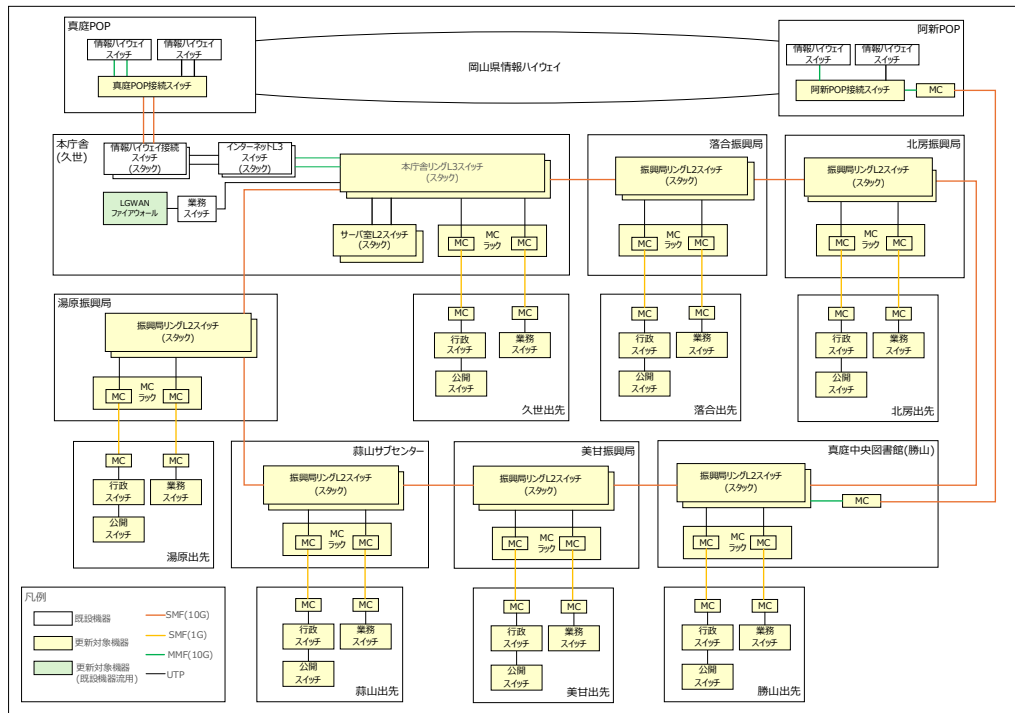 真庭POP
情報ハイウェイ
スイッチ
情報ハイウェイ
スイッチ
真庭POP接続スイッチ
岡山県情報ハイウェイ
阿新POP
情報ハイウェイ
スイッチ
情報ハイウェイ
スイッチ
阿新POP接続スイッチ
MC
本庁舎
(久世)
情報ハイウェイ接続
スイッチ
(スタック)
インターネットL3
スイッチ
(スタック)
本庁舎リングL3スイッチ
(スタック)
LGWAN
ファイアウォール
業務
スイッチ
サーバ室L2スイッチ
(スタック)
MC
MC
ラック
MC
落合振興局
振興局リングL2スイッチ
(スタック)
MC
MC
ラック
MC
北房振興局
振興局リングL2スイッチ
(スタック)
MC
MC
ラック
MC
湯原振興局
振興局リングL2スイッチ
(スタック)
MC
MC
ラック
MC
MC
MC
行政
スイッチ
業務
スイッチ
公開
スイッチ
久世出先
MC
MC
行政
スイッチ
業務
スイッチ
公開
スイッチ
落合出先
MC
MC
行政
スイッチ
業務
スイッチ
公開
スイッチ
北房出先
MC
MC
行政
スイッチ
業務
スイッチ
公開
スイッチ
湯原出先
蒜山サブセンター
振興局リングL2スイッチ
(スタック)
MC
MC
ラック
MC
美甘振興局
振興局リングL2スイッチ
(スタック)
MC
MC
ラック
MC
真庭中央図書館(勝山)
振興局リングL2スイッチ
(スタック)
MC
MC
MC
ラック
MC
MC
MC
行政
スイッチ
業務
スイッチ
公開
スイッチ
蒜山出先
MC
MC
行政
スイッチ
業務
スイッチ
公開
スイッチ
美甘出先
MC
MC
行政
スイッチ
業務
スイッチ
公開
スイッチ
勝山出先
凡例
既設機器
更新対象機器
更新対象機器
(既設機器流用)
SMF(10G)
SMF(1G)
MMF(10G)
UTP